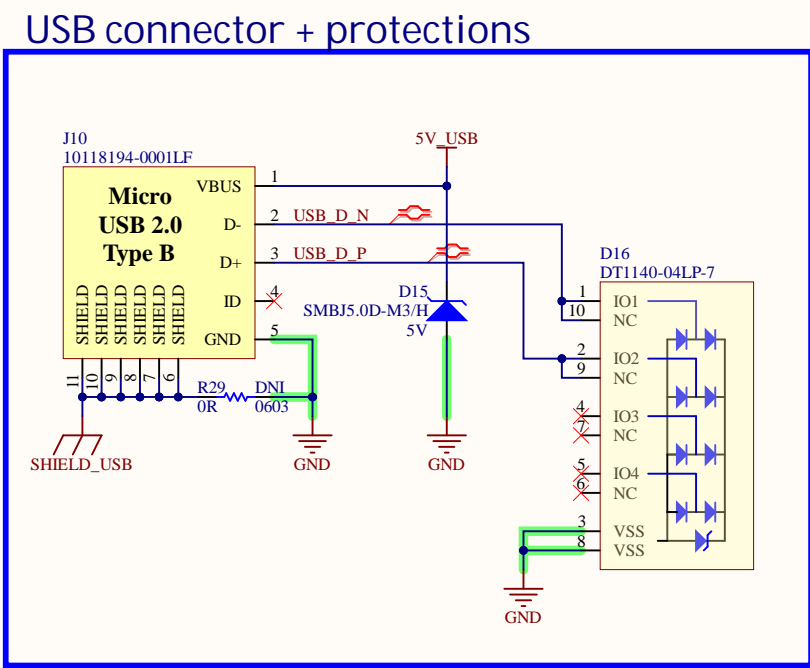 USB connector + protections
J10
10118194-0001LF
Micro
USB 2.0
Type B
VBUS
1
D-
2
USB_D_N
D+
3
USB_D_P
ID
4
GND
5
SHIELD
SHIELD
SHIELD
SHIELD
SHIELD
SHIELD
11
10
9
8
7
6
R29
0R
DNI
0603
SHIELD_USB
GND
5V_USB
D15
SMBJ5.0D-M3/H
5V
GND
D16
DT1140-04LP-7
1
IO1
10
NC
2
IO2
9
NC
4
IO3
7
NC
5
IO4
6
NC
3
VSS
8
VSS
GND